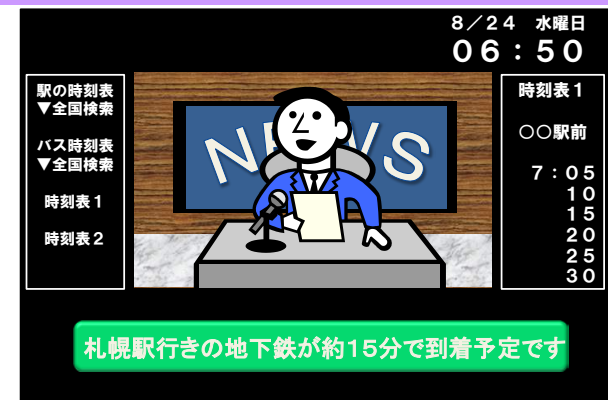 8／24 水曜日
06：50
駅の時刻表
▼全国検索
バス時刻表
▼全国検索
時刻表１
時刻表２
NEWS
時刻表１
○○駅前
7：05
10
15
20
25
30
札幌駅行きの地下鉄が約15分で到着予定です